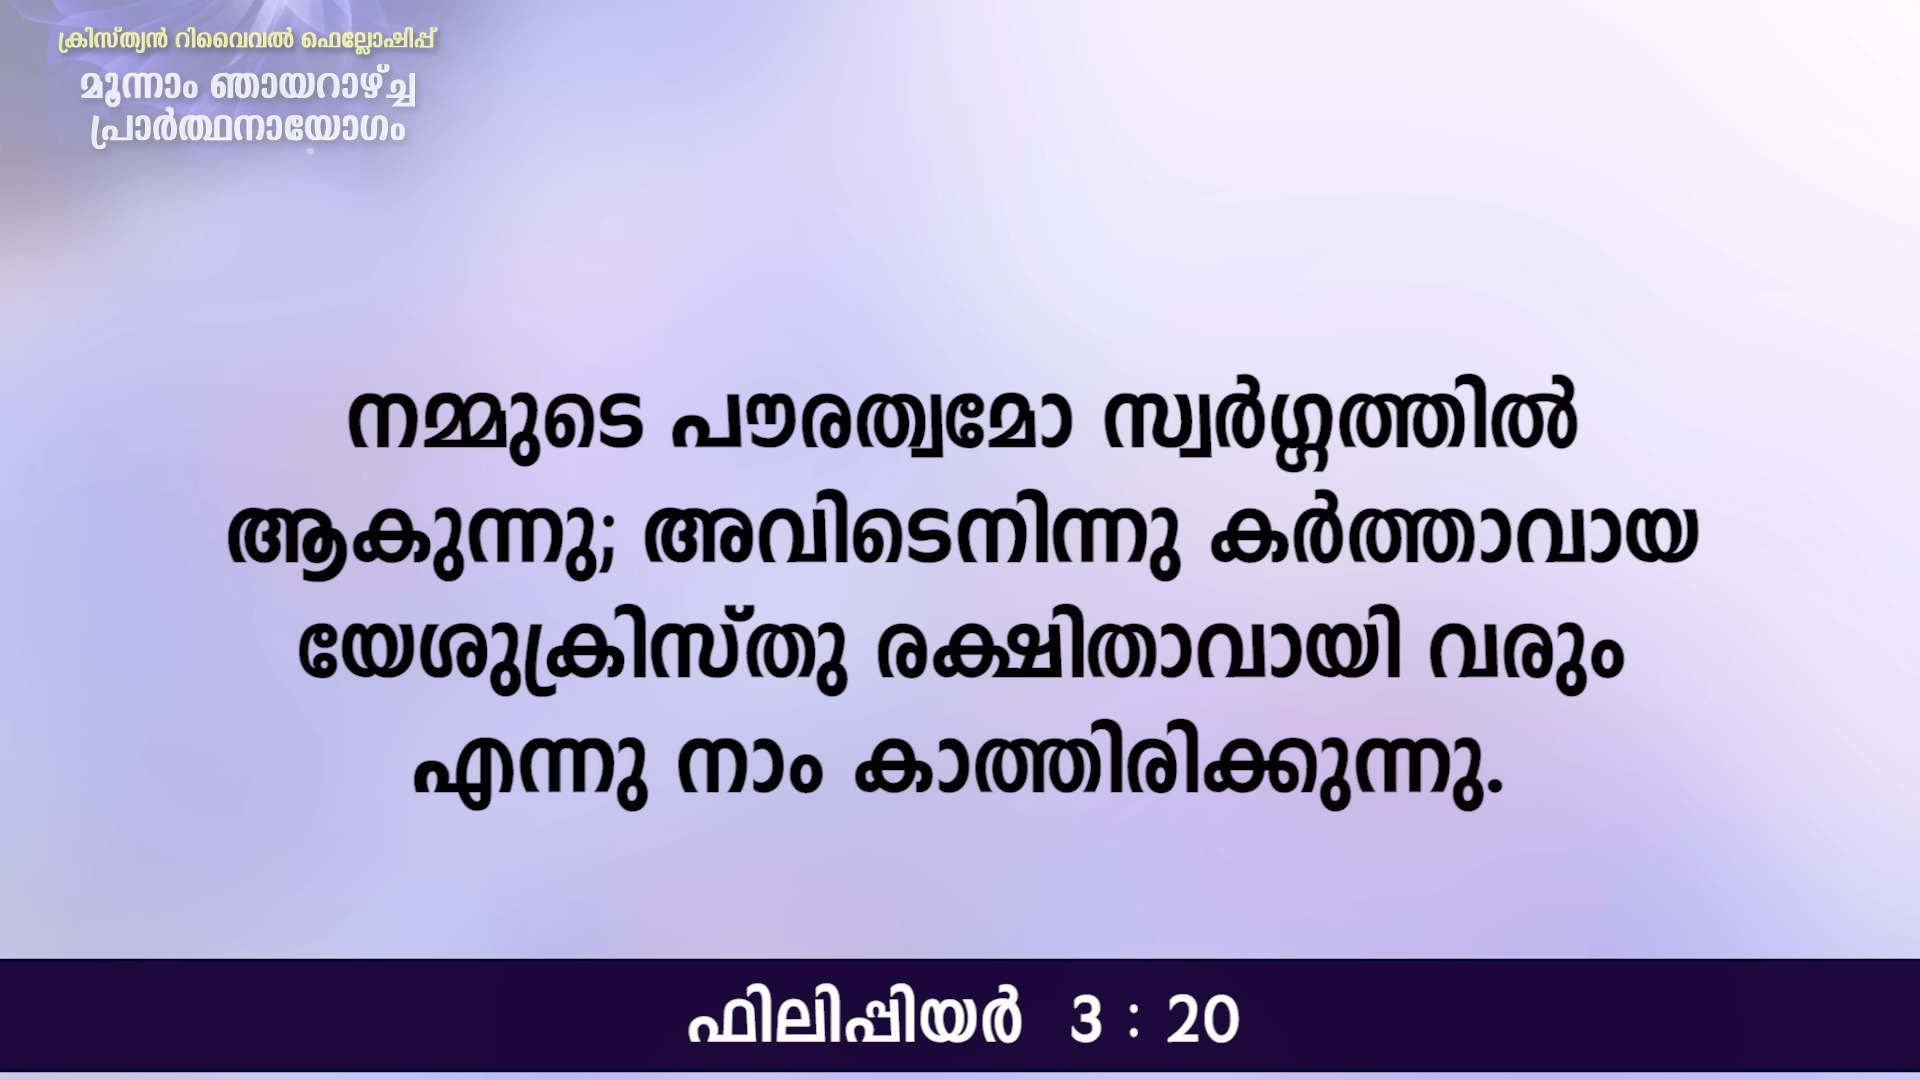 ക്രിസ്ത്യൻ റിവൈവൽ ഫെല്ലോഷിപ്പ്
മൂന്നാം ഞായറാഴ്ച്ച
പ്രാർത്ഥനായോഗം
നമ്മുടെ പൗരത്വമോ സ്വർഗ്ഗത്തിൽ
ആകുന്നു; അവിടെനിന്നു കർത്താവായ
യേശുക്രിസ്തു രക്ഷിതാവായി വരും
എന്നു നാം കാത്തിരിക്കുന്നു.
ഫിലിപ്പിയർ 3 : 20